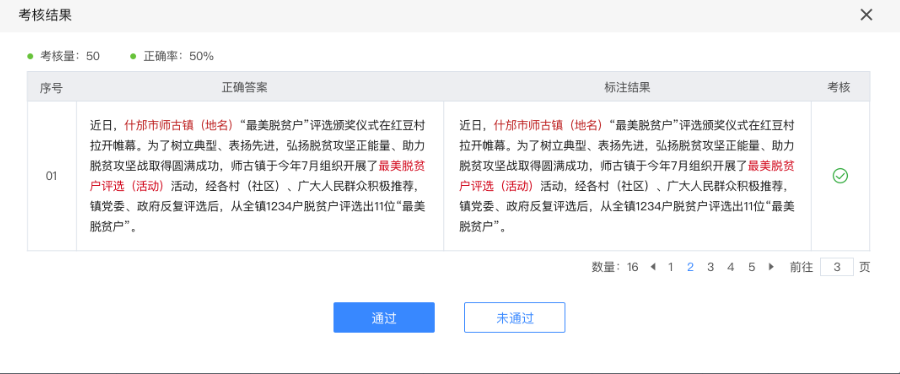 考核结果
考核量：50 正确率：50%
序号 正确答案 标注结果 考核
01
近日，什邡市师古镇（地名）“最美脱贫户”评选颁奖仪式在红豆村
拉开帷幕。为了树立典型、表扬先进，弘扬脱贫攻坚正能量、助力
脱贫攻坚战取得圆满成功，师古镇于今年7月组织开展了最美脱贫
户评选（活动）活动，经各村（社区）、广大人民群众积极推荐，
镇党委、政府反复评选后，从全镇1234户脱贫户评选出11位“最美
脱贫户”。
近日，什邡市师古镇（地名）“最美脱贫户”评选颁奖仪式在红豆村
拉开帷幕。为了树立典型、表扬先进，弘扬脱贫攻坚正能量、助力
脱贫攻坚战取得圆满成功，师古镇于今年7月组织开展了最美脱贫
户评选（活动）活动，经各村（社区）、广大人民群众积极推荐，
镇党委、政府反复评选后，从全镇1234户脱贫户评选出11位“最美
脱贫户”。
数量：16 1 2 3 4 5 前往 3 页
通过 未通过